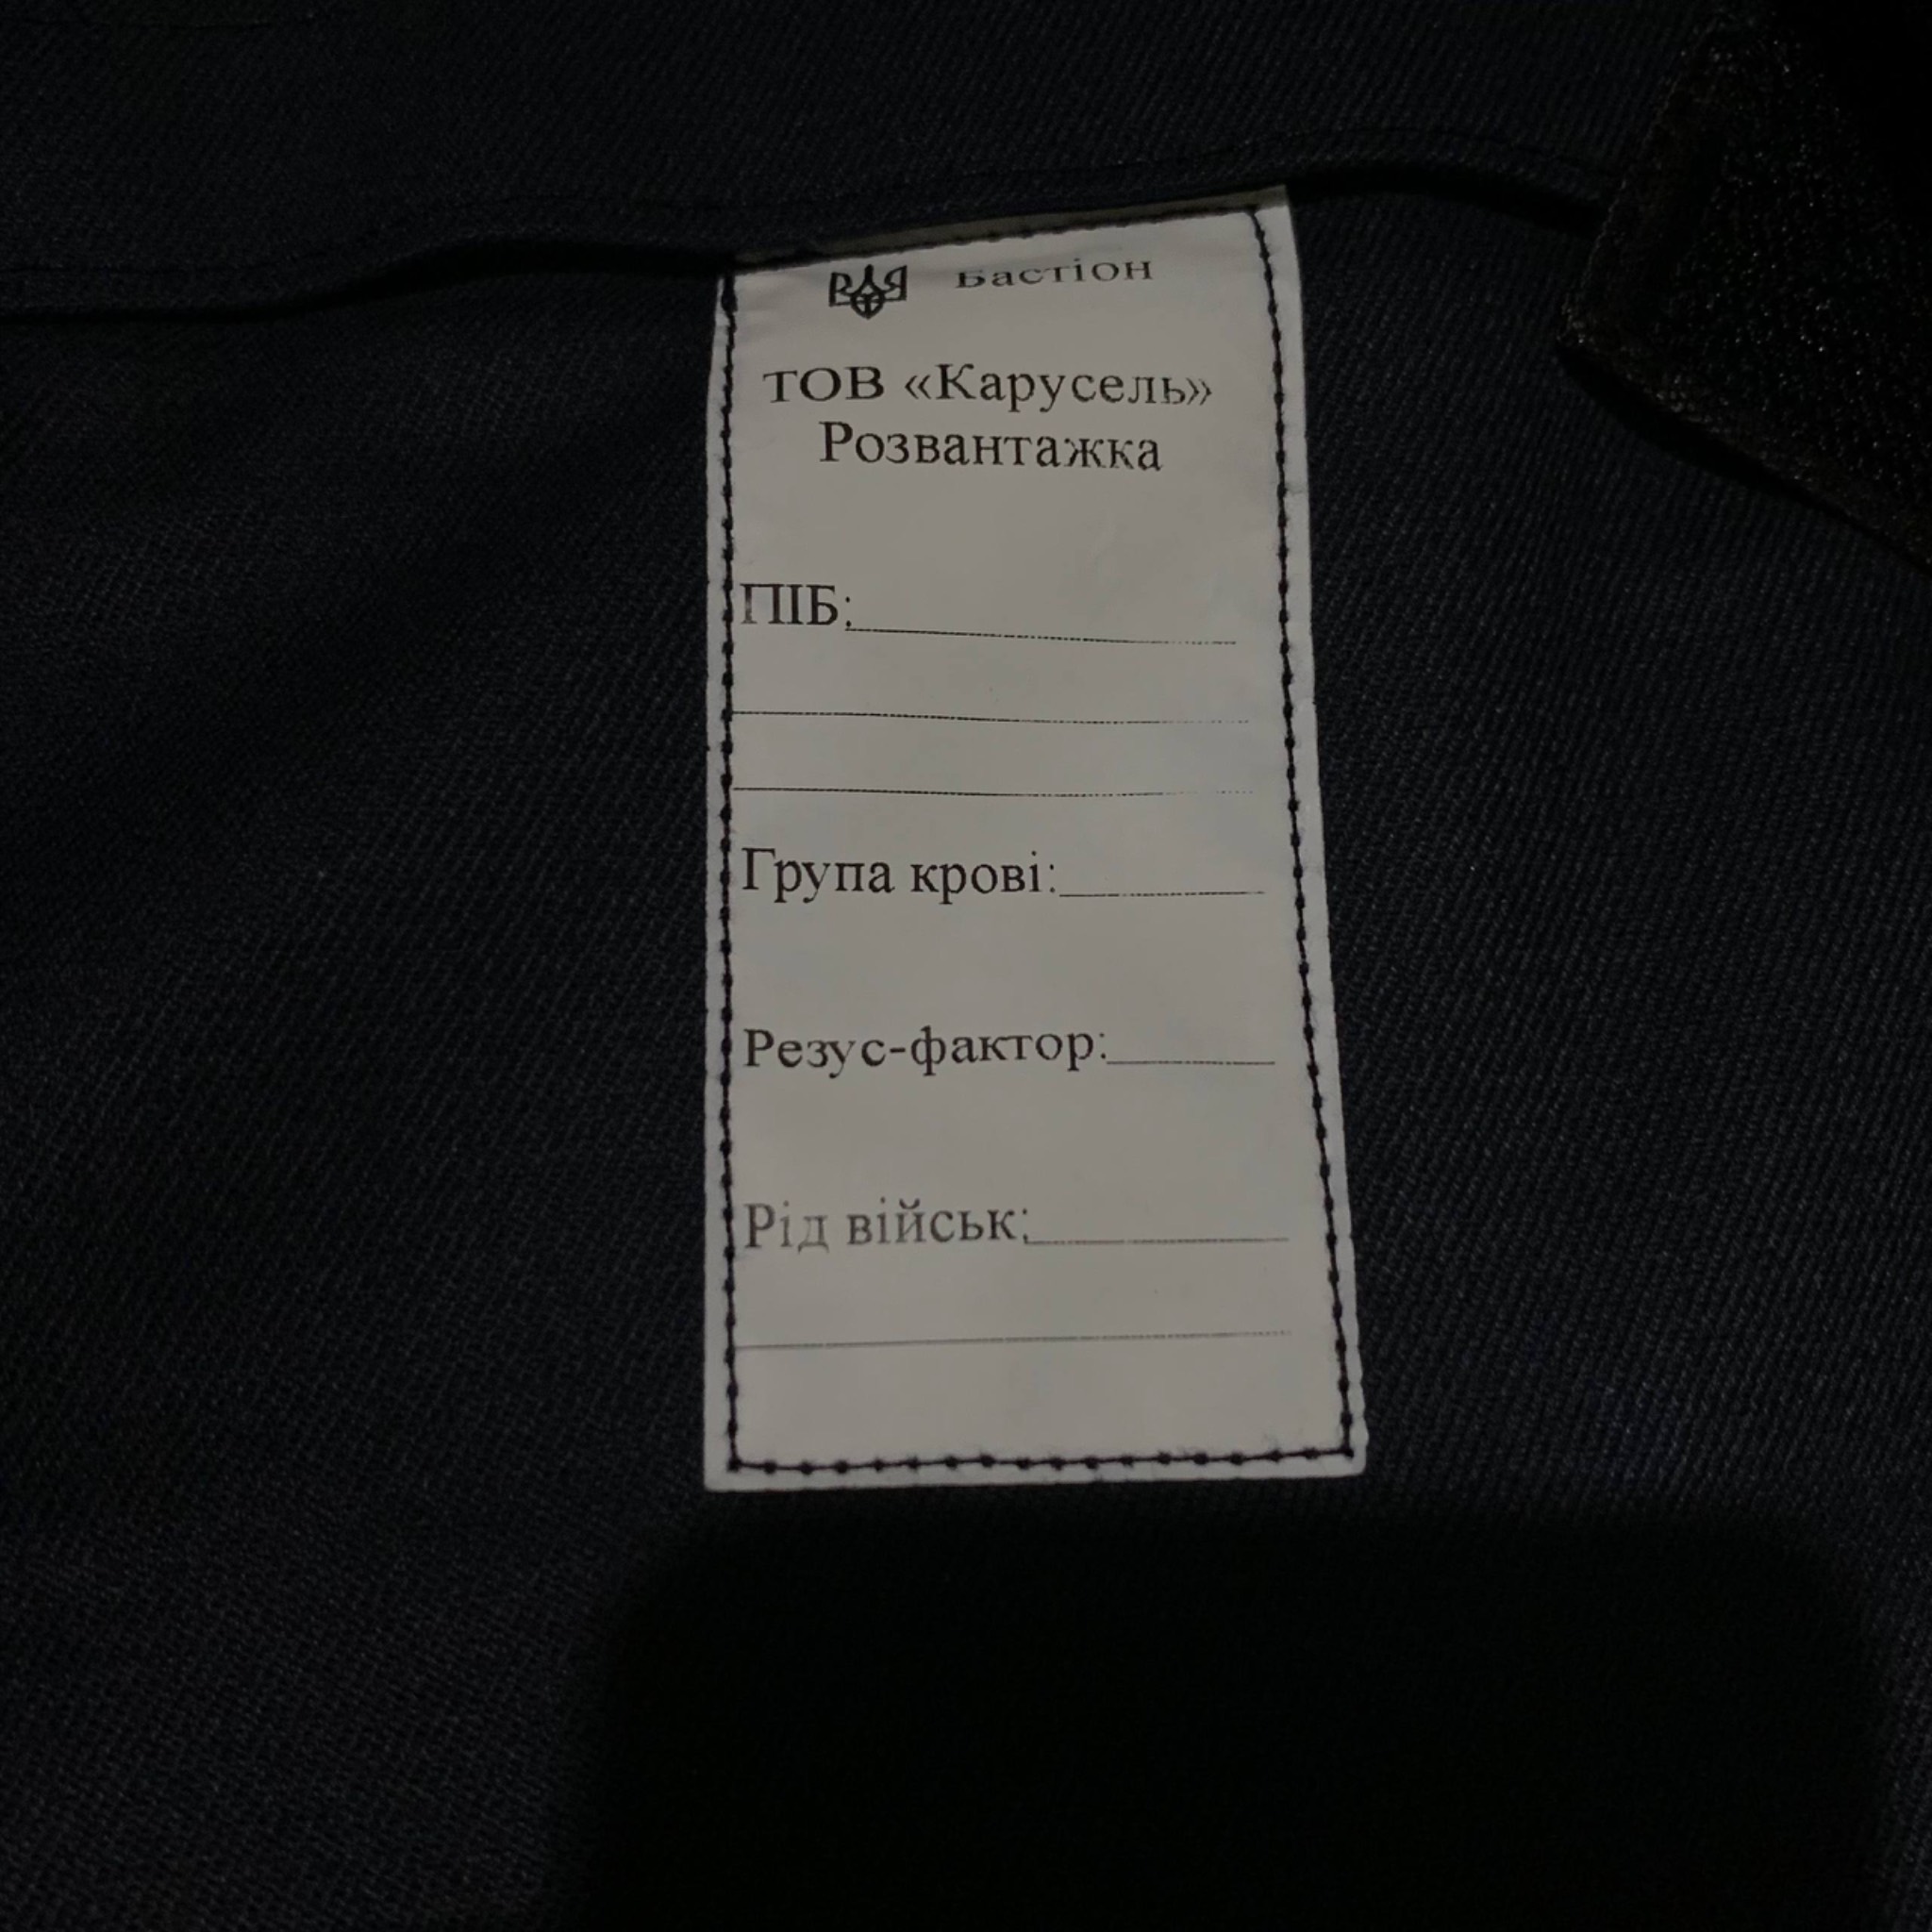 Бастіон
ТОВ «Карусель»
Розвантажка
ПІБ:
Група крові:
Резус-фактор:
Рід військ: